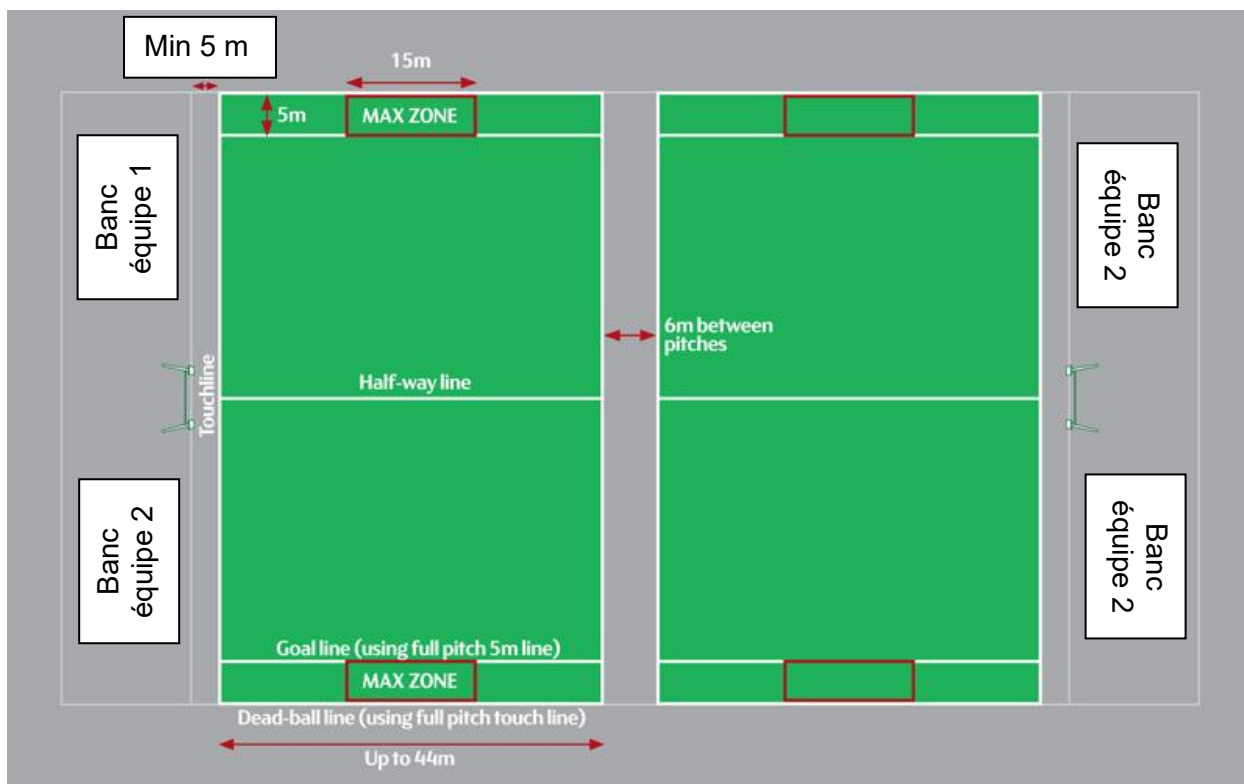 Min 5 m
15m
5m
MAX ZONE
Banc
équipe 1
Banc
équipe 2
6m between
pitches
Touchline
Half-way line
Banc
équipe 2
Banc
équipe 2
Goal line (using full pitch 5m line)
MAX ZONE
Dead-ball line (using full pitch touch line)
Up to 44m